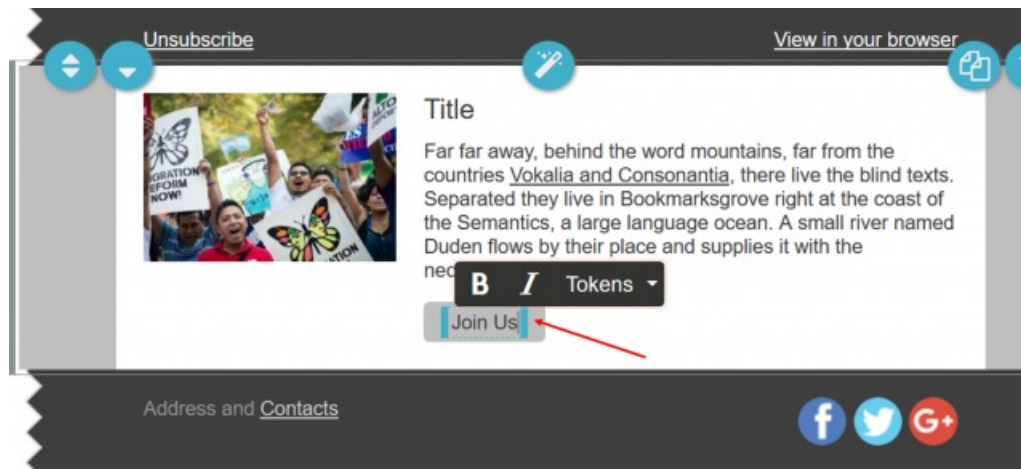 Unsubscribe
View in your browser
Title
Far far away, behind the word mountains, far from the
countries Vokalia and Consonantia, there live the blind texts.
Separated they live in Bookmarksgrove right at the coast of
the Semantics, a large language ocean. A small river named
Duden flows by their place and supplies it with the
B I Tokens
Join Us
IGRATION
REFORM
NOW!
Address and Contacts
f G+